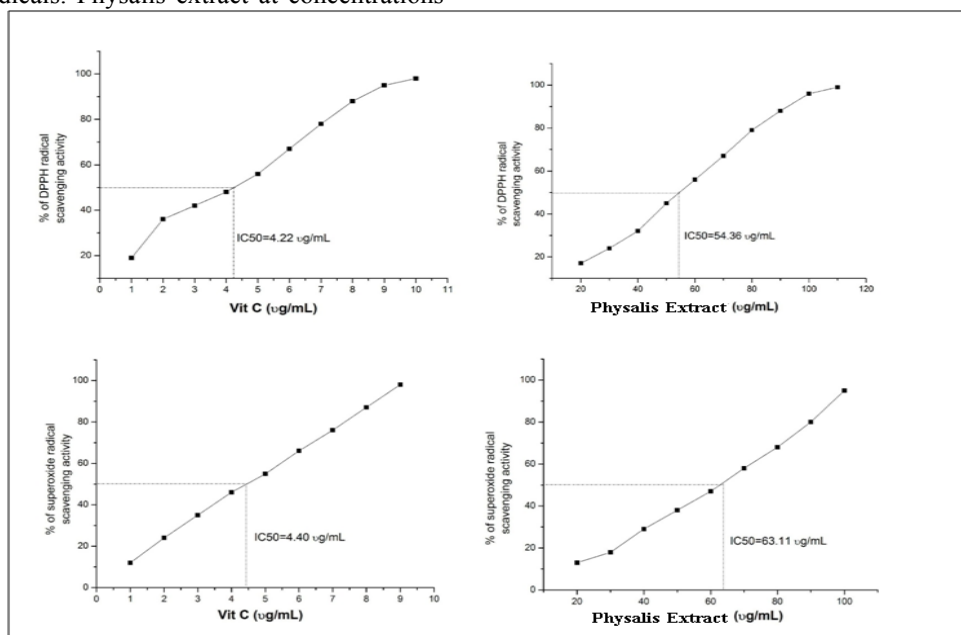 dicals. Physalis extract at concentrations
% of DPPH radical
scavenging activity
100
80
60
40
20
IC50=4.22 υg/mL
0 1 2 3 4 5 6 7 8 9 10 11
Vit C (υg/mL)
% of DPPH radical
scavenging activity
100
80
60
40
20
IC50=54.36 υg/mL
20 40 60 80 100 120
Physalis Extract (υg/mL)
% of superoxide radical
scavenging activity
100
80
60
40
20
0
IC50=4.40 υg/mL
0 1 2 3 4 5 6 7 8 9 10
Vit C (υg/mL)
% of superoxide radical
scavenging activity
100
80
60
40
20
0
IC50=63.11 υg/mL
20 40 60 80 100
Physalis Extract (υg/mL)